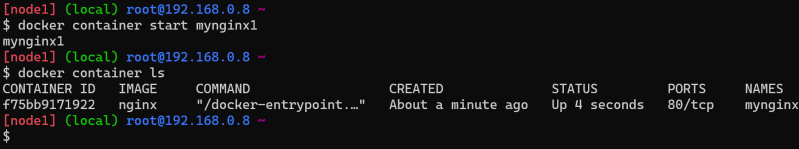 [node1] (local) root@192.168.0.8 ~
$ docker container start mynginx1
mynginx1
[node1] (local) root@192.168.0.8 ~
$ docker container ls
CONTAINER ID   IMAGE     COMMAND                  CREATED              STATUS         PORTS     NAMES
f75bb9171922   nginx     "/docker-entrypoint.…"   About a minute ago   Up 4 seconds   80/tcp    mynginx
[node1] (local) root@192.168.0.8 ~
$